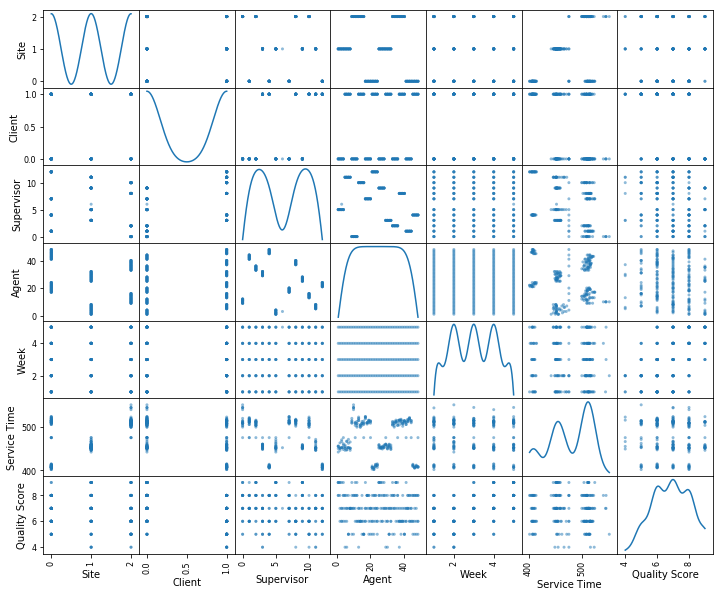 2
1
0
Site
1.0
0.5
0.0
Client
10
5
0
Supervisor
40
20
0
Agent
4
2
Week
500
400
Service Time
8
6
4
Quality Score
0 1 2 0.0 0.5 1.0 0 5 10 0 20 40 2 4 400 500 4 6 8
Site Client Supervisor Agent Week Service Time Quality Score